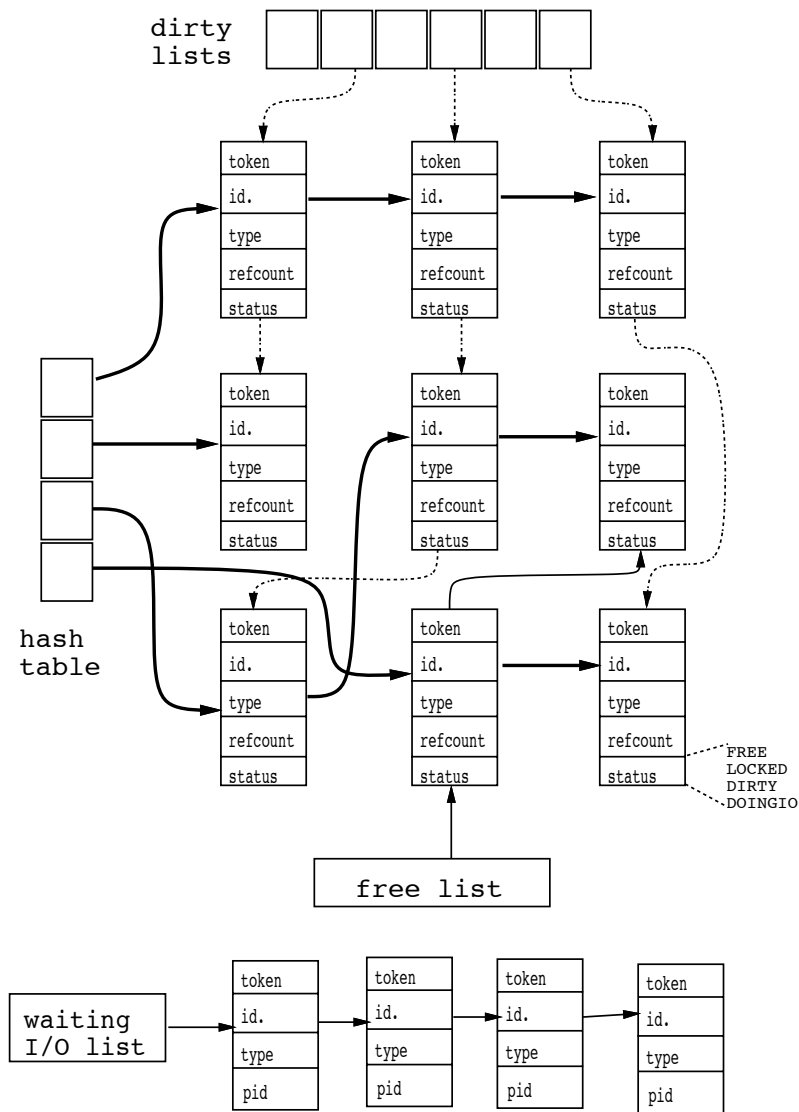 dirty
lists
token
id.
type
refcount
status
token
id.
type
refcount
status
token
id.
type
refcount
status
token
id.
type
refcount
status
token
id.
type
refcount
status
token
id.
type
refcount
status
hash
table
token
id.
type
refcount
status
token
id.
type
refcount
status
token
id.
type
refcount
status
FREE
LOCKED
DIRTY
DOINGIO
free list
waiting
I/O list
token
id.
type
pid
token
id.
type
pid
token
id.
type
pid
token
id.
type
pid